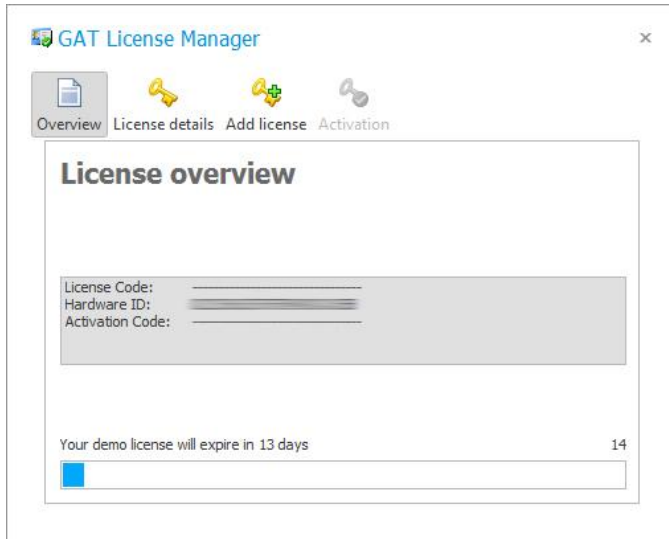 GAT License Manager
Overview License details Add license Activation
License overview
License Code: ------------------------------------
Hardware ID:
Activation Code: ------------------------------------
Your demo license will expire in 13 days 14